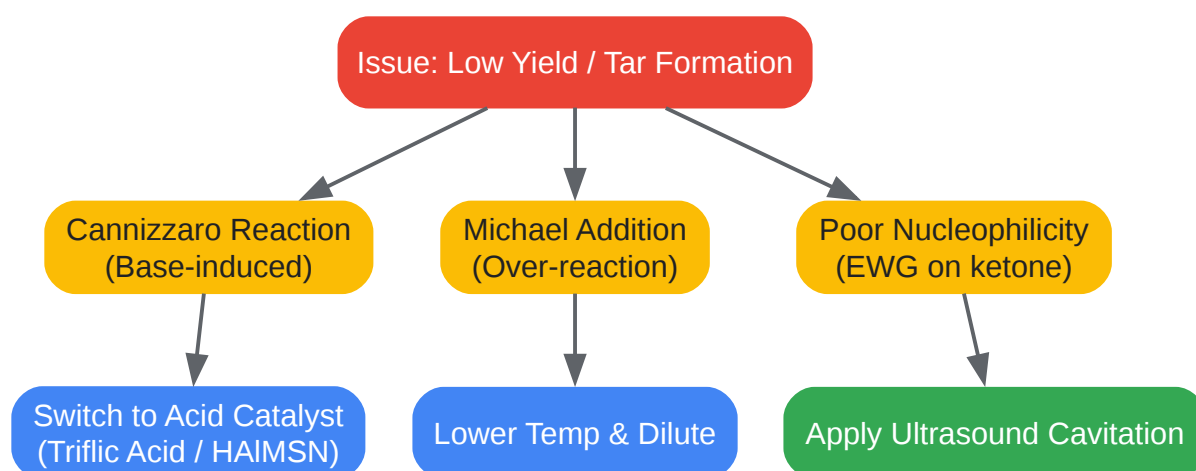 Issue: Low Yield / Tar Formation
Cannizzaro Reaction
(Base-induced)
Michael Addition
(Over-reaction)
Poor Nucleophilicity
(EWG on ketone)
Switch to Acid Catalyst
(Triflic Acid / HAlMSN)
Lower Temp & Dilute
Apply Ultrasound Cavitation